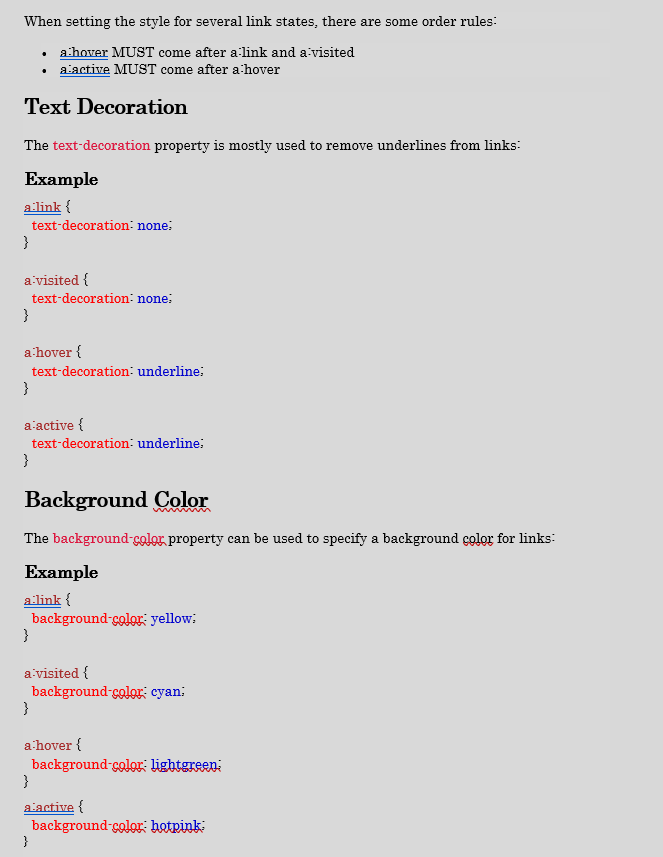 When setting the style for several link states, there are some order rules:
• a:hover MUST come after a:link and a:visited
• a:active MUST come after a:hover
Text Decoration
The text-decoration property is mostly used to remove underlines from links:
Example
a:link {
  text-decoration: none;
}
a:visited {
  text-decoration: none;
}
a:hover {
  text-decoration: underline;
}
a:active {
  text-decoration: underline;
}
Background Color
The background-color property can be used to specify a background color for links:
Example
a:link {
  background-color: yellow;
}
a:visited {
  background-color: cyan;
}
a:hover {
  background-color: lightgreen;
}
a:active {
  background-color: hotpink;
}